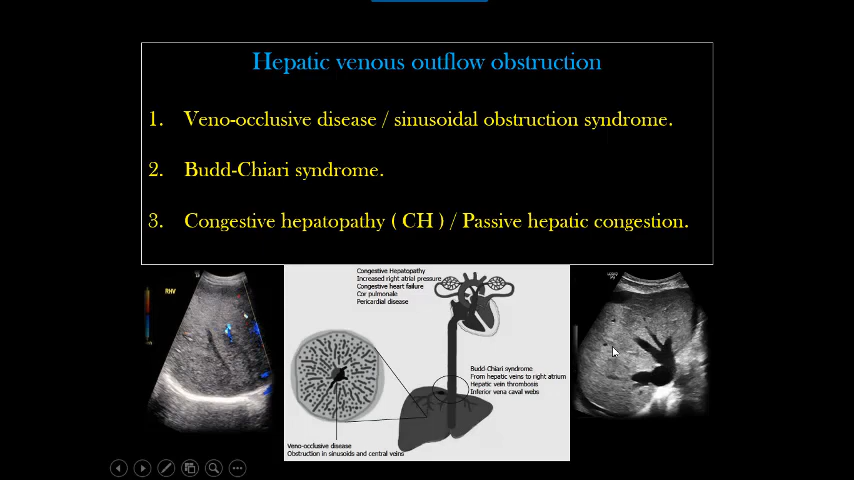 Hepatic venous outflow obstruction
1. Veno-occlusive disease / sinusoidal obstruction syndrome.
2. Budd-Chiari syndrome.
3. Congestive hepatopathy ( CH ) / Passive hepatic congestion.
RHV
Congestive Hepatopathy
Increased right atrial pressure
Congestive heart failure
Cor pulmonale
Pericardial disease
Budd-Chiari syndrome
From hepatic veins to right atrium
Hepatic vein thrombosis
Inferior vena caval webs
Veno-occlusive disease
Obstruction in sinusoids and central veins